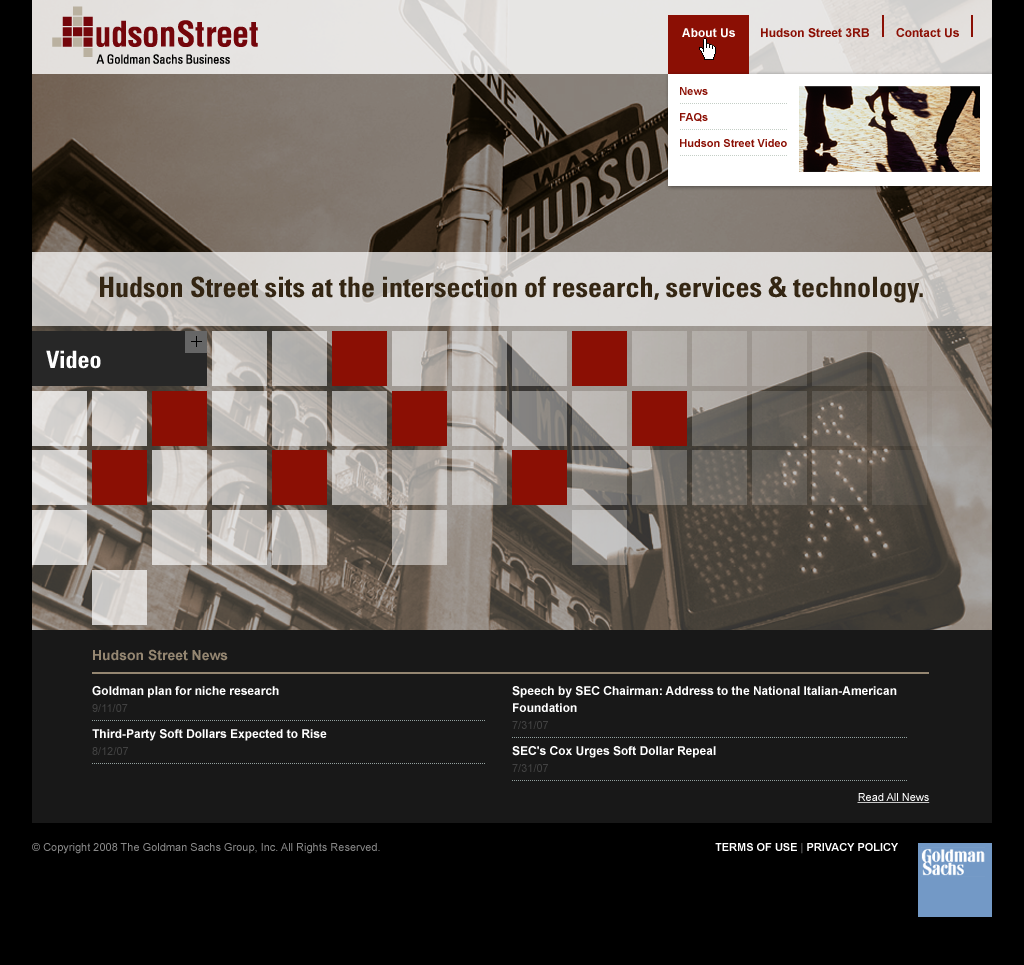 HudsonStreet
A Goldman Sachs Business
About Us
Hudson Street 3RB
Contact Us
News
FAQs
Hudson Street Video
ONE WAY
WAY
HUDSON
Hudson Street sits at the intersection of research, services & technology.
Video
+
Hudson Street News
Goldman plan for niche research
9/11/07
Third-Party Soft Dollars Expected to Rise
8/12/07
Speech by SEC Chairman: Address to the National Italian-American
Foundation
7/31/07
SEC's Cox Urges Soft Dollar Repeal
7/31/07
Read All News
© Copyright 2008 The Goldman Sachs Group, Inc. All Rights Reserved.
TERMS OF USE | PRIVACY POLICY
Goldman
Sachs